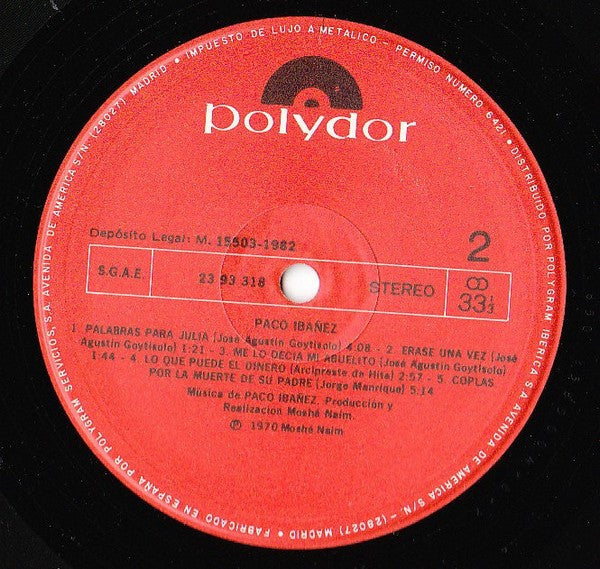 FABRICADO EN ESPAÑA POR POLYGRAM SERVICIOS, S.A. AVENIDA DE AMERICA S/N. (28027) MADRID • IMPUESTO DE LUJO A METALICO - PERMISO NUMERO 6421 • DISTRIBUIDO POR POLYGRAM IBERICA S/A AVENIDA DE AMERICA S/N - (28027) MADRID •
polydor
Depósito Legal: M. 15503-1982
2
S.G.A.E.
23 93 318
STEREO
33⅓
PACO IBAÑEZ
1. PALABRAS PARA JULIA (José Agustín Goytisolo) 4:08 - 2. ERASE UNA VEZ (José
Agustín Goytisolo) 1:21 - 3. ME LO DECIA MI ABUELITO (José Agustín Goytisolo)
1:44 - 4. LO QUE PUEDE EL DINERO (Arcipreste de Hita) 2:57 - 5. COPLAS
POR LA MUERTE DE SU PADRE (Jorge Manrique) 5:14
Música de PACO IBAÑEZ. Producción y
Realización Moshé Naim.
℗ 1970 Moshé Naim